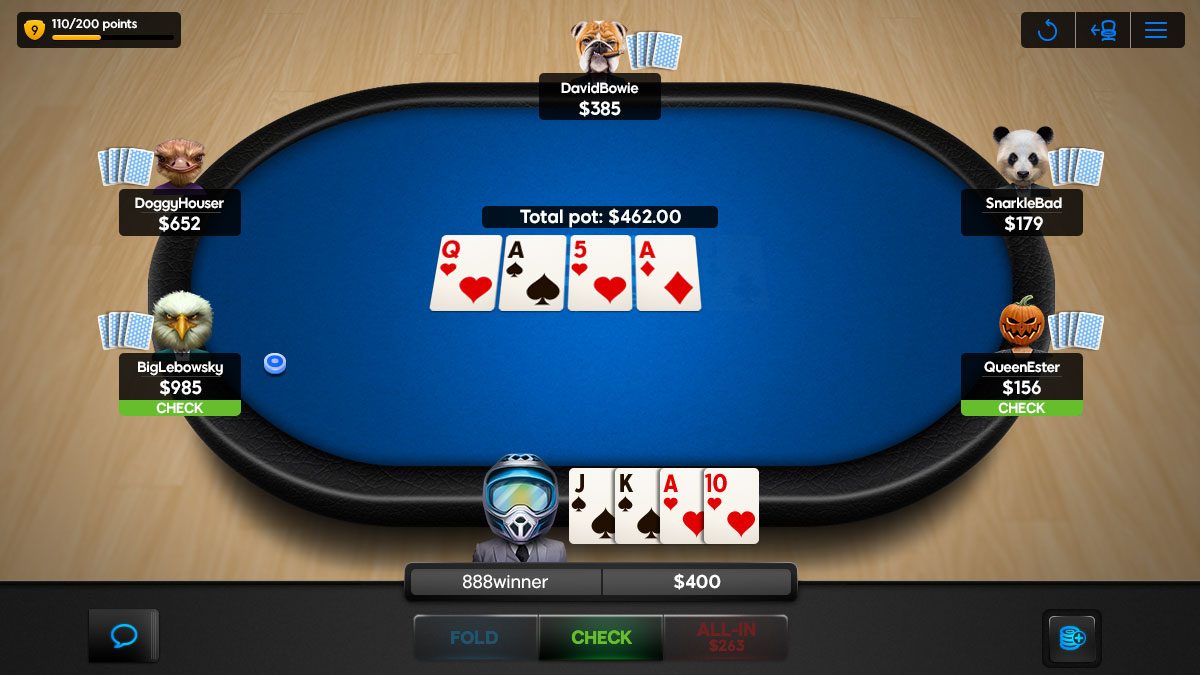 9
110/200 points
DavidBowie
$385
DoggyHouser
$652
SnarkleBad
$179
Total pot: $462.00
Q
A
5
A
BigLebowsky
$985
CHECK
QueenEster
$156
CHECK
J
K
A
10
888winner
$400
FOLD
CHECK
ALL-IN
$263